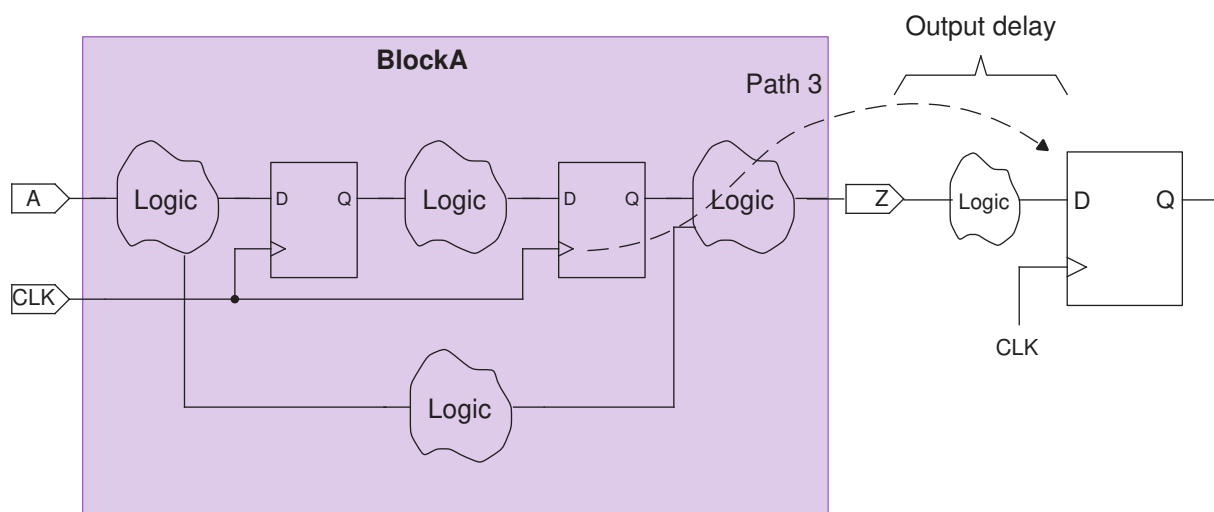 Output delay
BlockA
Path 3
A
Logic
D
Q
Logic
D
Q
Logic
Z
Logic
D
Q
CLK
CLK
Logic